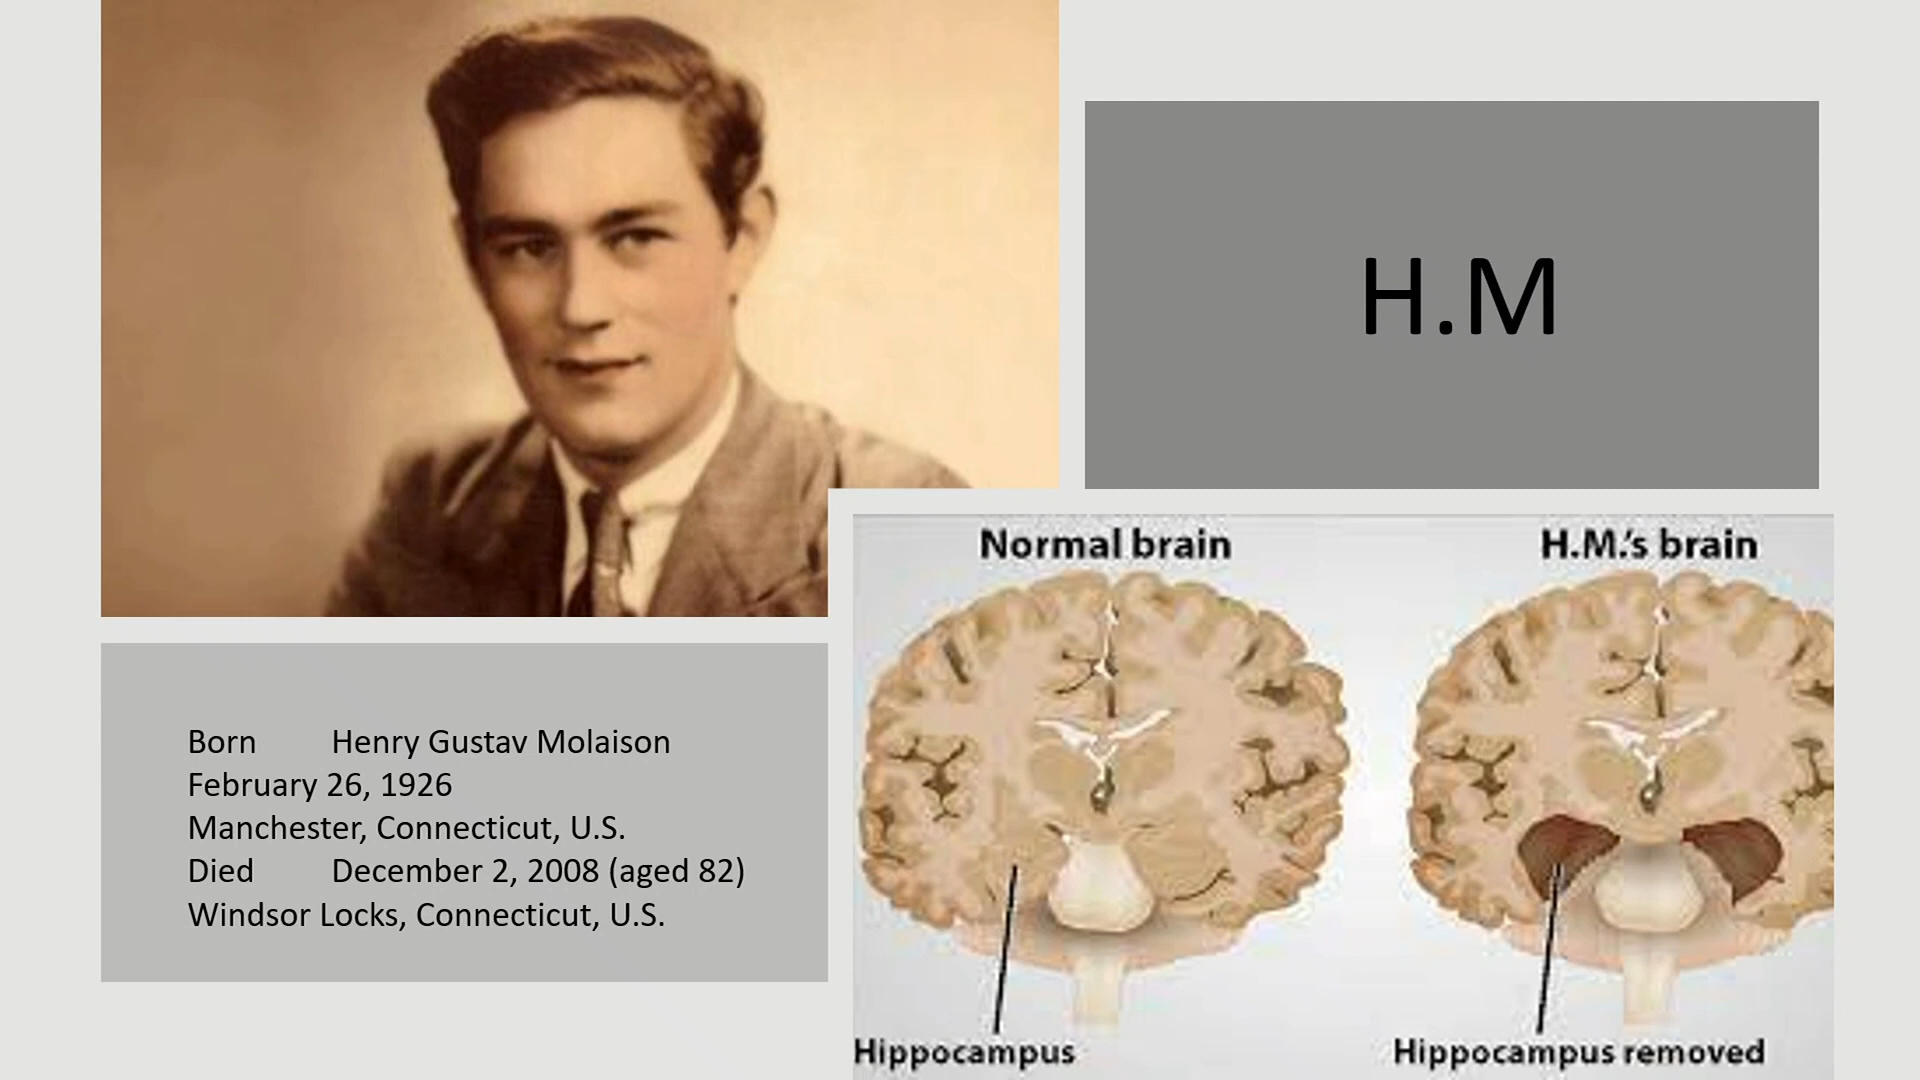 H.M
Born Henry Gustav Molaison
February 26, 1926
Manchester, Connecticut, U.S.
Died December 2, 2008 (aged 82)
Windsor Locks, Connecticut, U.S.
Normal brain
H.M.'s brain
Hippocampus
Hippocampus removed